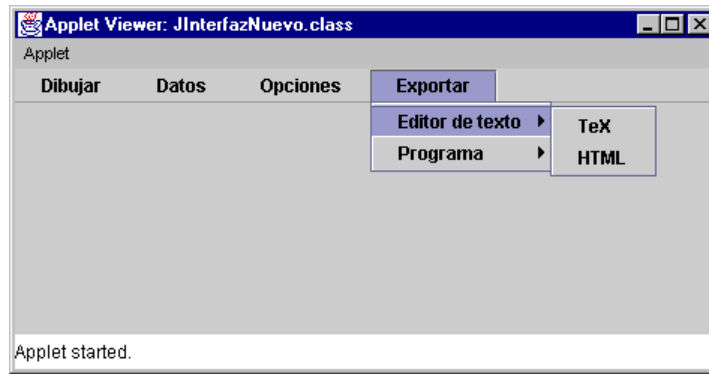 Applet Viewer: JInterfazNuevo.class
Applet
Dibujar Datos Opciones Exportar
Editor de texto TeX
Programa HTML
Applet started.